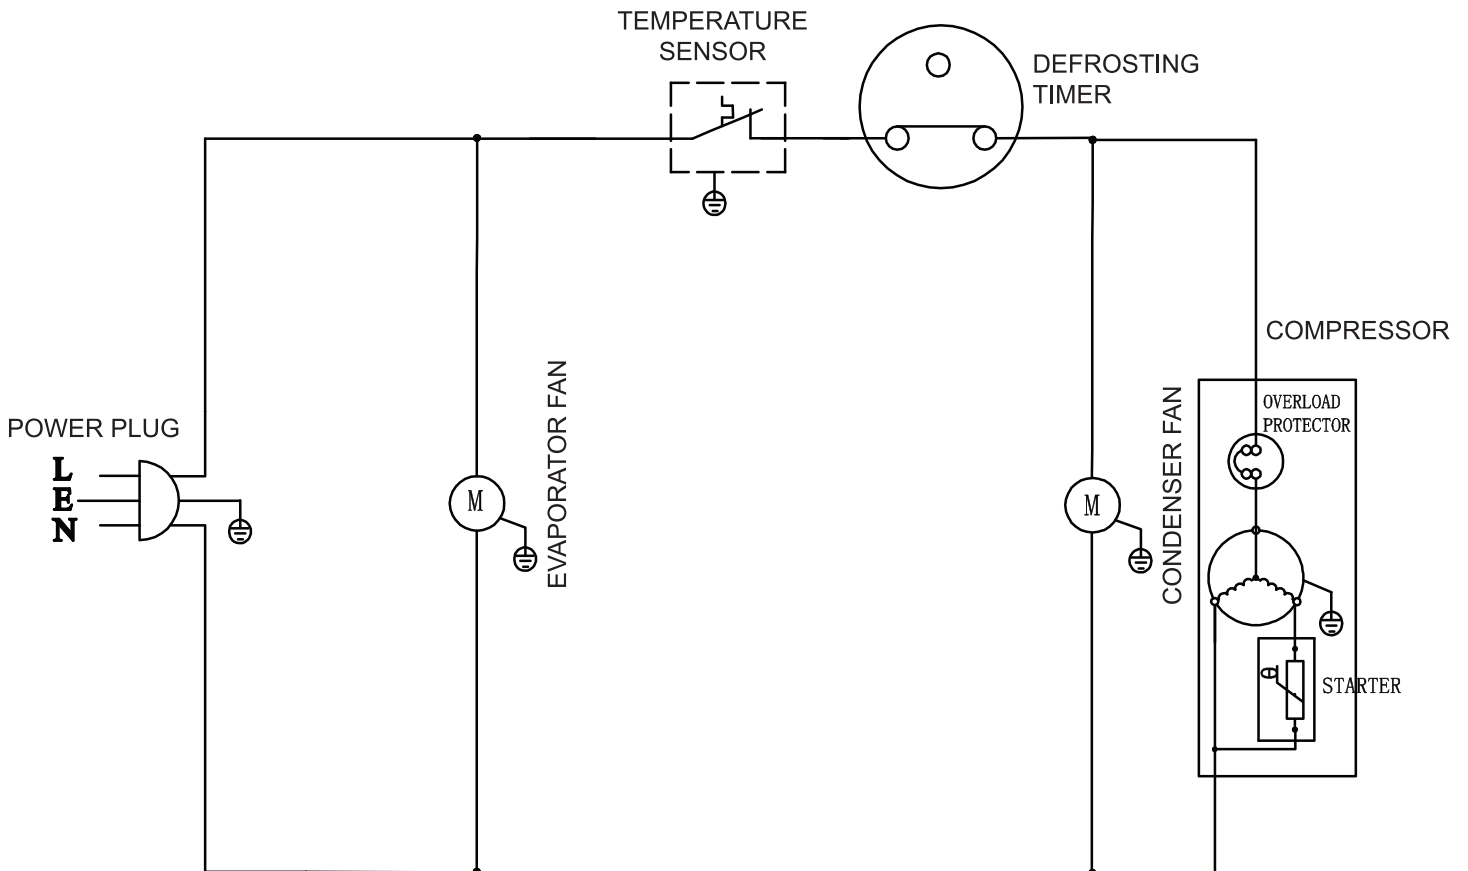 TEMPERATURE
SENSOR
DEFROSTING
TIMER
COMPRESSOR
OVERLOAD
PROTECTOR
POWER PLUG
L
E
N
M
EVAPORATOR FAN
M
CONDENSER FAN
STARTER
θ